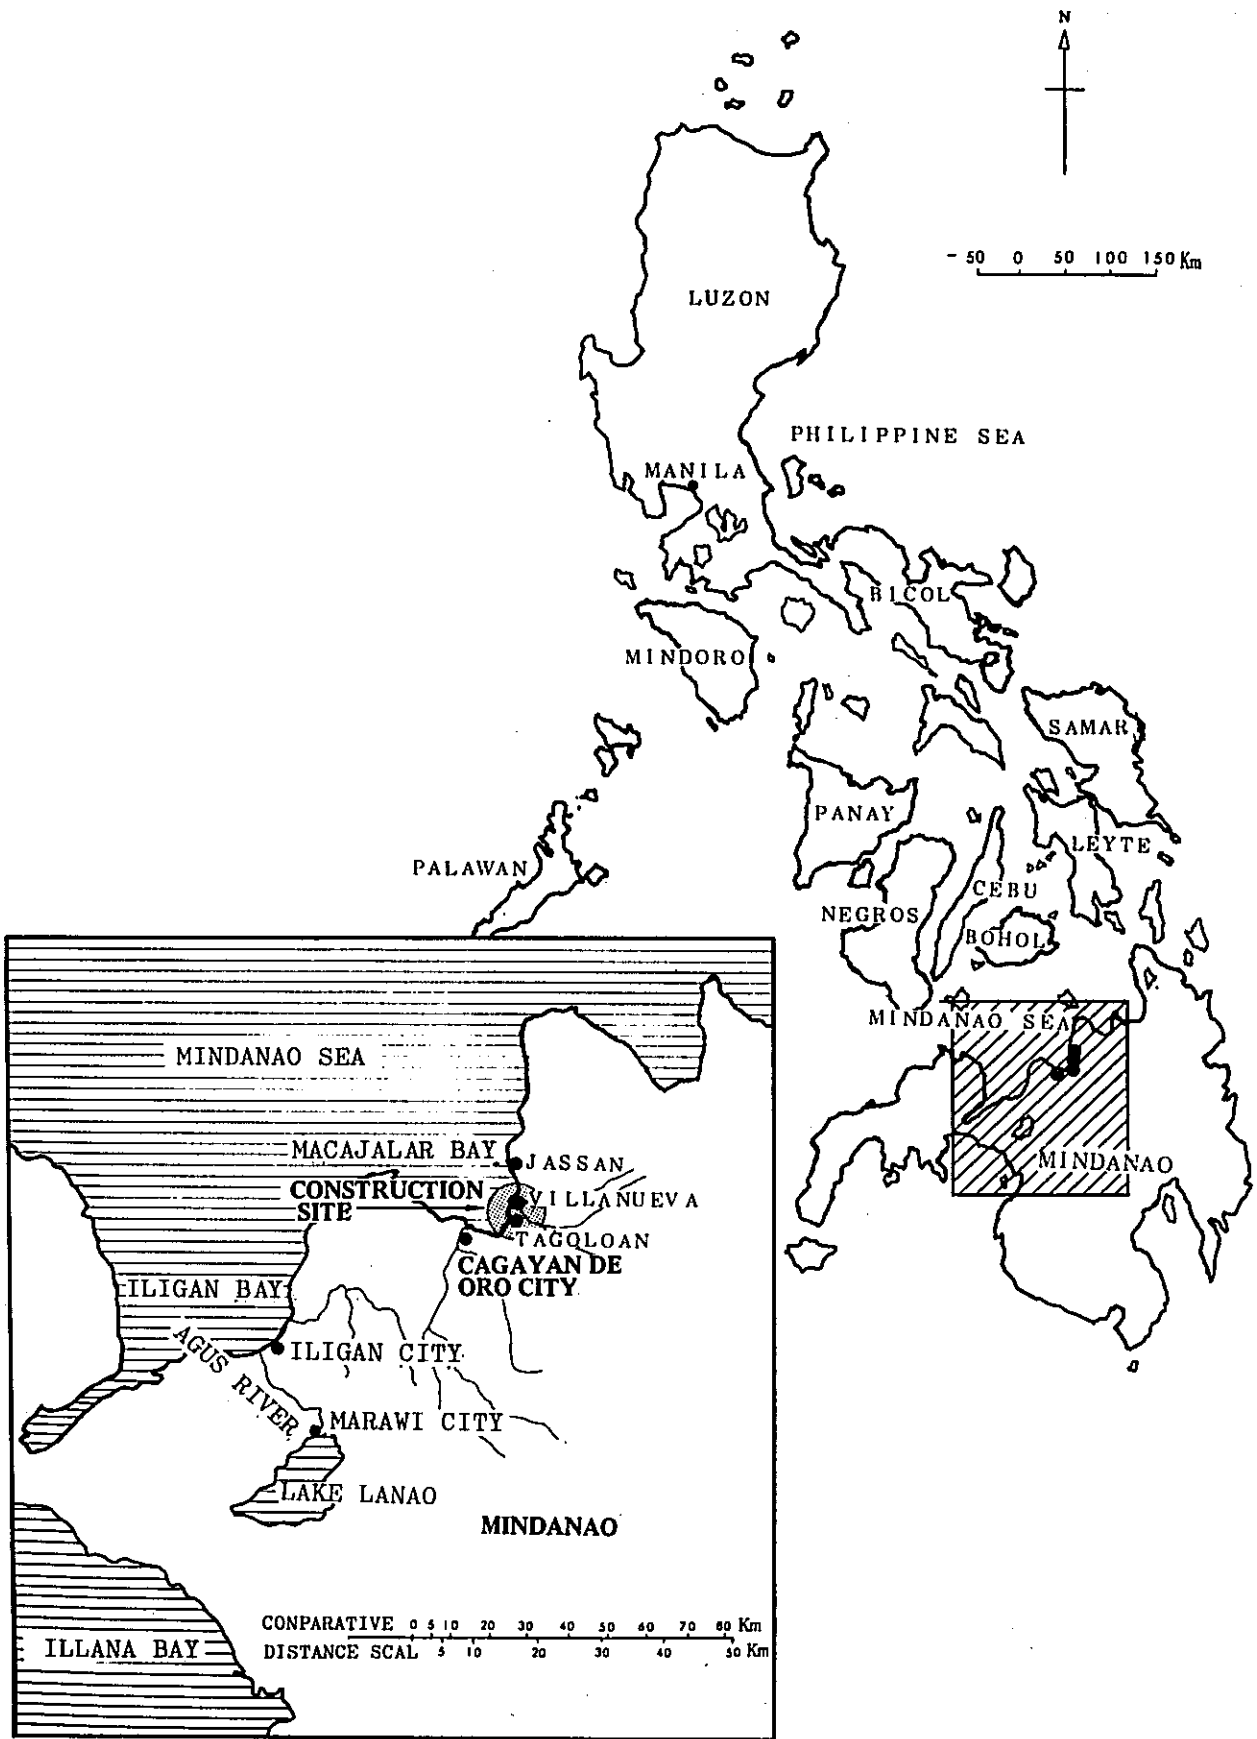 N
- 50 0 50 100 150 Km
LUZON
PHILIPPINE SEA
MANILA
BICOL
MINDORO
SAMAR
PANAY
LEYTE
PALAWAN
CEBU
NEGROS
BOHOL
MINDANAO SEA
MINDANAO
MINDANAO SEA
MACAJALAR BAY
JASSAN
CONSTRUCTION
SITE
VILLANUEVA
TAGOLOAN
CAGAYAN DE
ORO CITY
ILIGAN BAY
AGUS RIVER
ILIGAN CITY
MARAWI CITY
LAKE LANAO
MINDANAO
CONPARATIVE 0 5 10 20 30 40 50 60 70 80 Km
DISTANCE SCAL 5 10 20 30 40 50 Km
ILLANA BAY